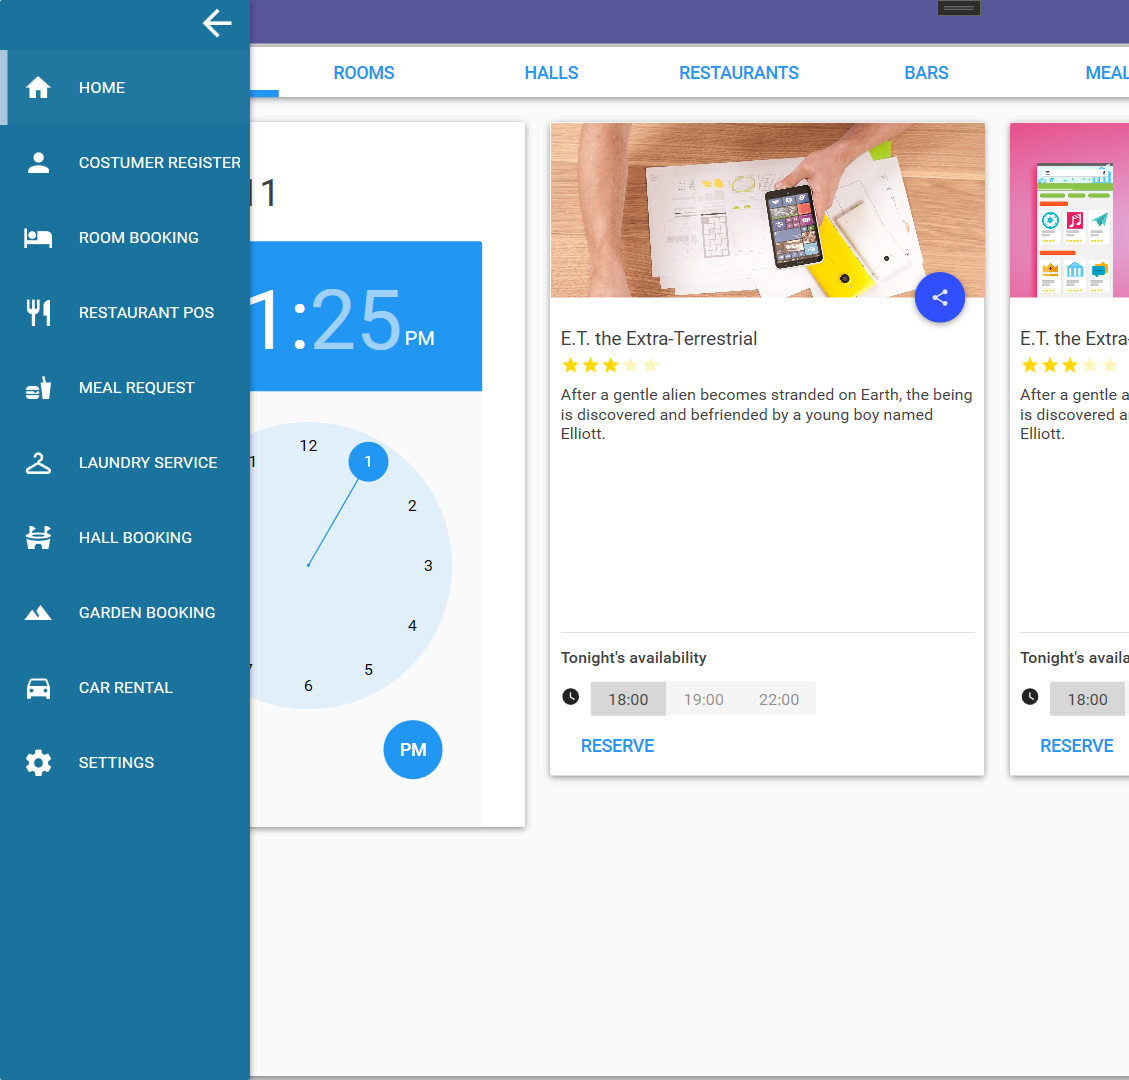 HOME
COSTUMER REGISTER
ROOM BOOKING
RESTAURANT POS
MEAL REQUEST
LAUNDRY SERVICE
HALL BOOKING
GARDEN BOOKING
CAR RENTAL
SETTINGS
ROOMS HALLS RESTAURANTS BARS MEAL
11
1:25 PM
12
1
1
2
3
4
5
6
7
PM
E.T. the Extra-Terrestrial
After a gentle alien becomes stranded on Earth, the being
is discovered and befriended by a young boy named
Elliott.
Tonight's availability
18:00 19:00 22:00
RESERVE
E.T. the Extra-
After a gentle a
is discovered a
Elliott.
Tonight's availa
18:00
RESERVE